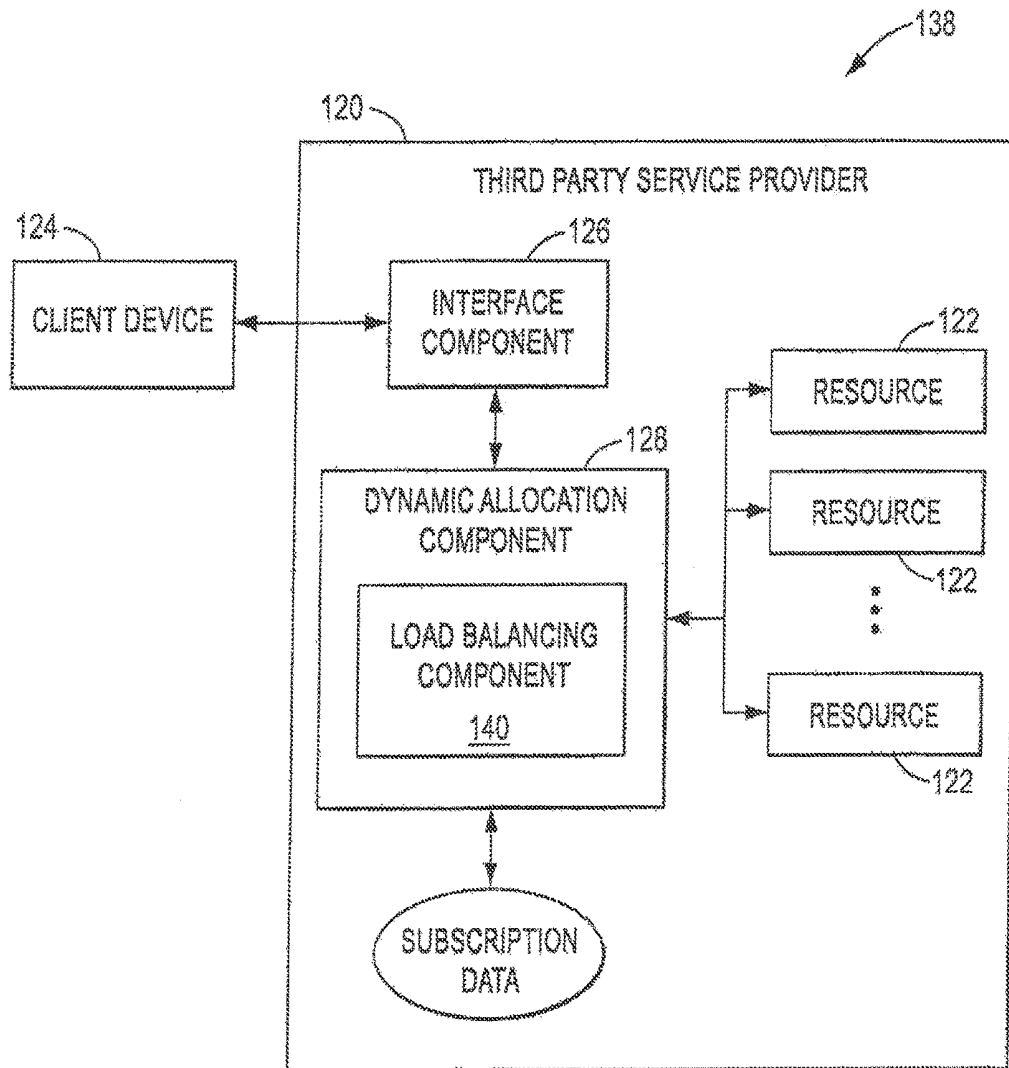 138
120
THIRD PARTY SERVICE PROVIDER
124
CLIENT DEVICE
126
INTERFACE
COMPONENT
122
RESOURCE
128
DYNAMIC ALLOCATION
COMPONENT
RESOURCE
122
LOAD BALANCING
COMPONENT
140
RESOURCE
122
SUBSCRIPTION
DATA